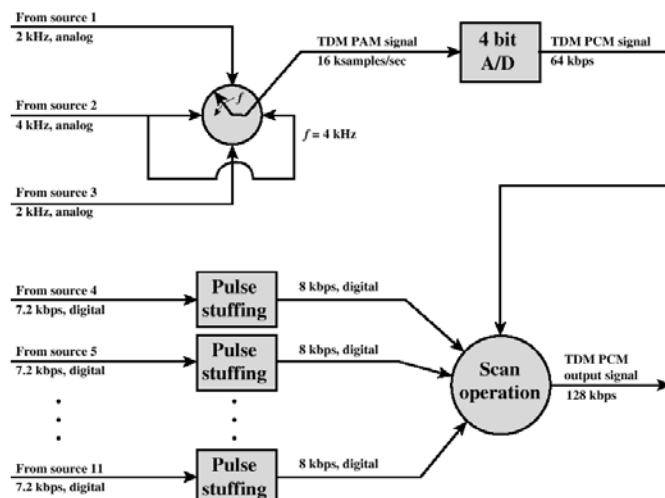 From source 1
2 kHz, analog
TDM PAM signal
16 ksamples/sec
4 bit
A/D
TDM PCM signal
64 kbps
f
From source 2
4 kHz, analog
f = 4 kHz
From source 3
2 kHz, analog
From source 4
7.2 kbps, digital
Pulse
stuffing
8 kbps, digital
From source 5
7.2 kbps, digital
Pulse
stuffing
8 kbps, digital
Scan
operation
TDM PCM
output signal
128 kbps
From source 11
7.2 kbps, digital
Pulse
stuffing
8 kbps, digital